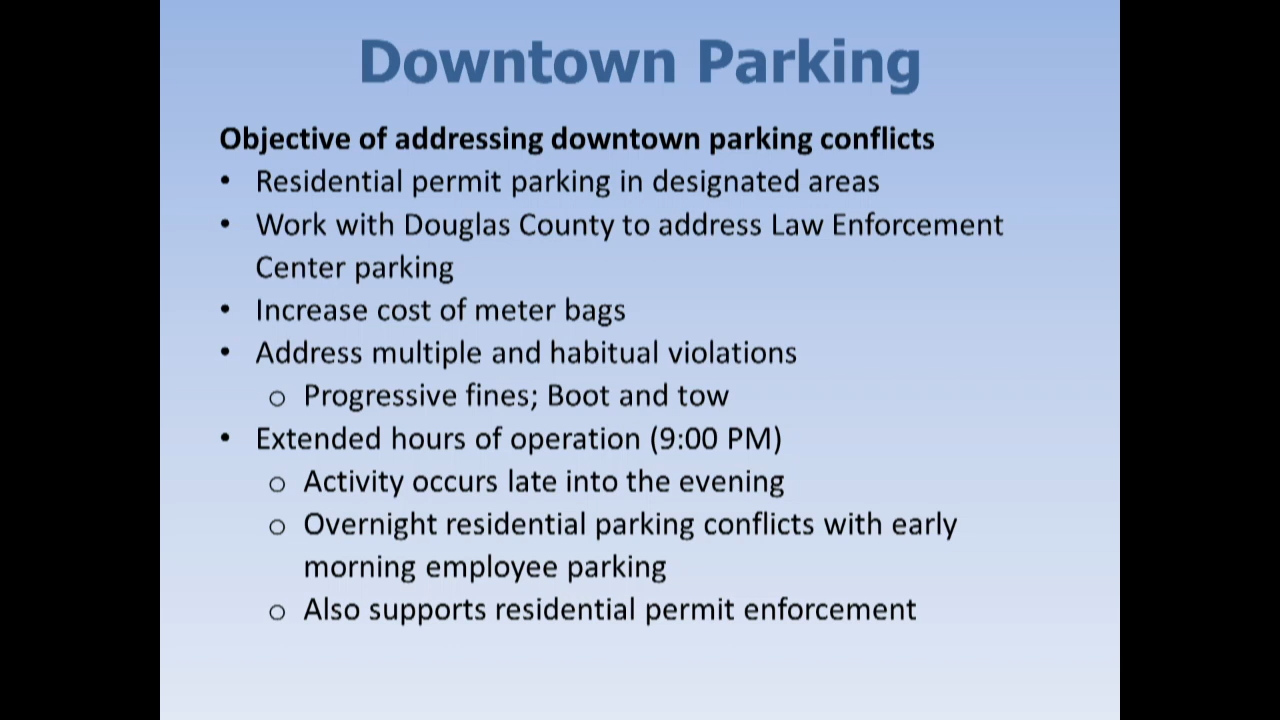 Downtown Parking
Objective of addressing downtown parking conflicts
• Residential permit parking in designated areas
• Work with Douglas County to address Law Enforcement
Center parking
• Increase cost of meter bags
• Address multiple and habitual violations
o Progressive fines; Boot and tow
• Extended hours of operation (9:00 PM)
o Activity occurs late into the evening
o Overnight residential parking conflicts with early
morning employee parking
o Also supports residential permit enforcement